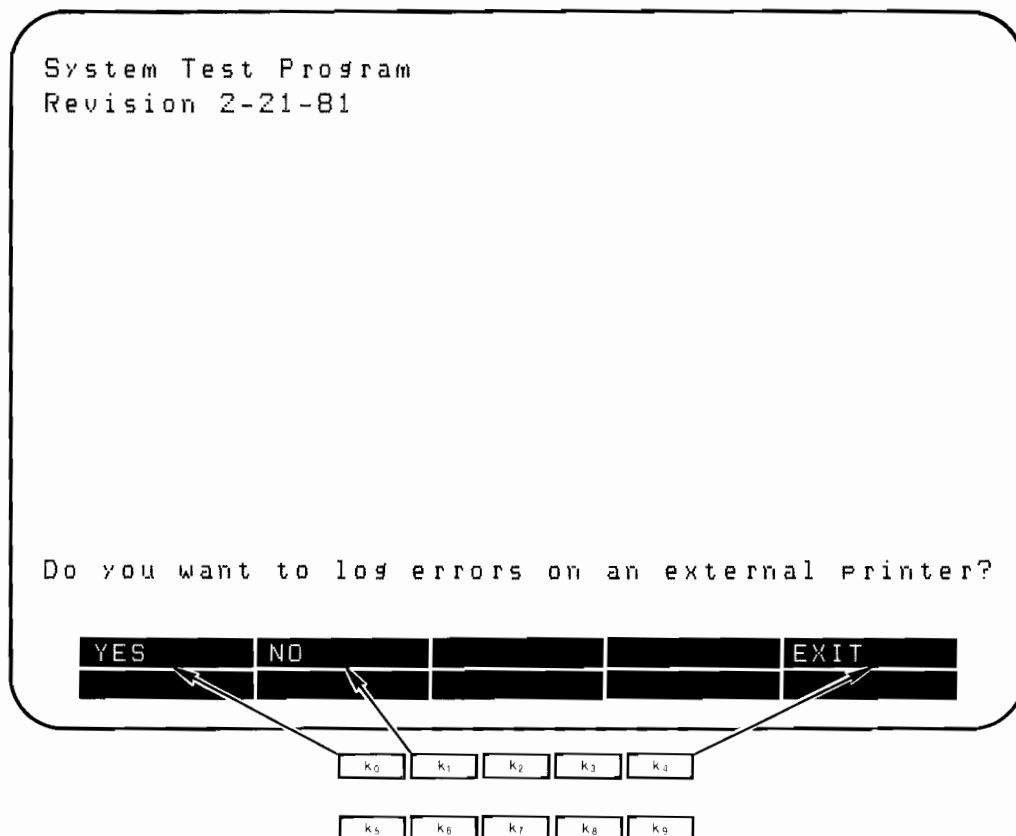 System Test Program
Revision 2-21-81
Do you want to log errors on an external printer?
YES NO EXIT
k0 k1 k2 k3 k4
k5 k6 k7 k8 k9